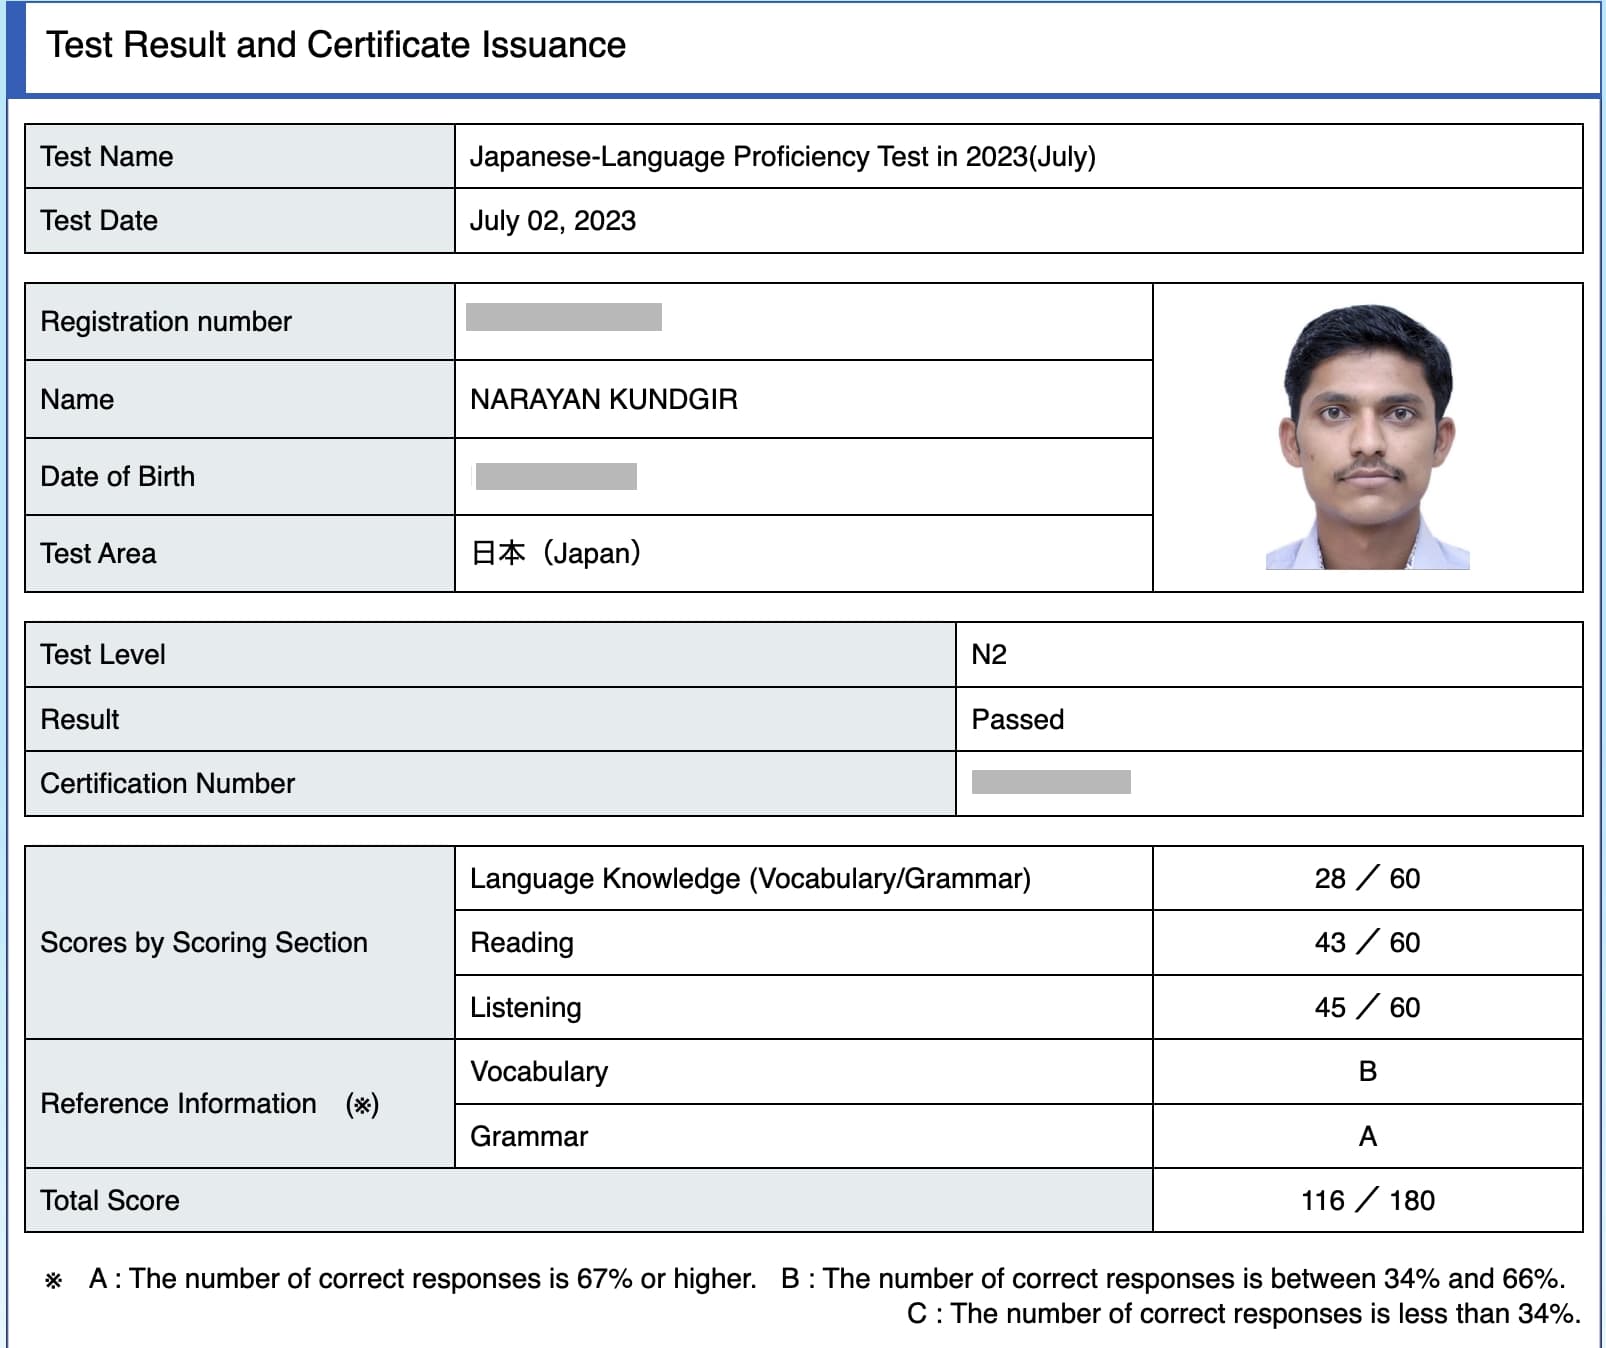 Test Result and Certificate Issuance
Test Name Japanese-Language Proficiency Test in 2023(July)
Test Date July 02, 2023
Registration number
Name NARAYAN KUNDGIR
Date of Birth
Test Area 日本（Japan）
Test Level N2
Result Passed
Certification Number
Scores by Scoring Section
Language Knowledge (Vocabulary/Grammar) 28 ／ 60
Reading 43 ／ 60
Listening 45 ／ 60
Reference Information (※)
Vocabulary B
Grammar A
Total Score 116 ／ 180
※ A : The number of correct responses is 67% or higher. B : The number of correct responses is between 34% and 66%.
C : The number of correct responses is less than 34%.